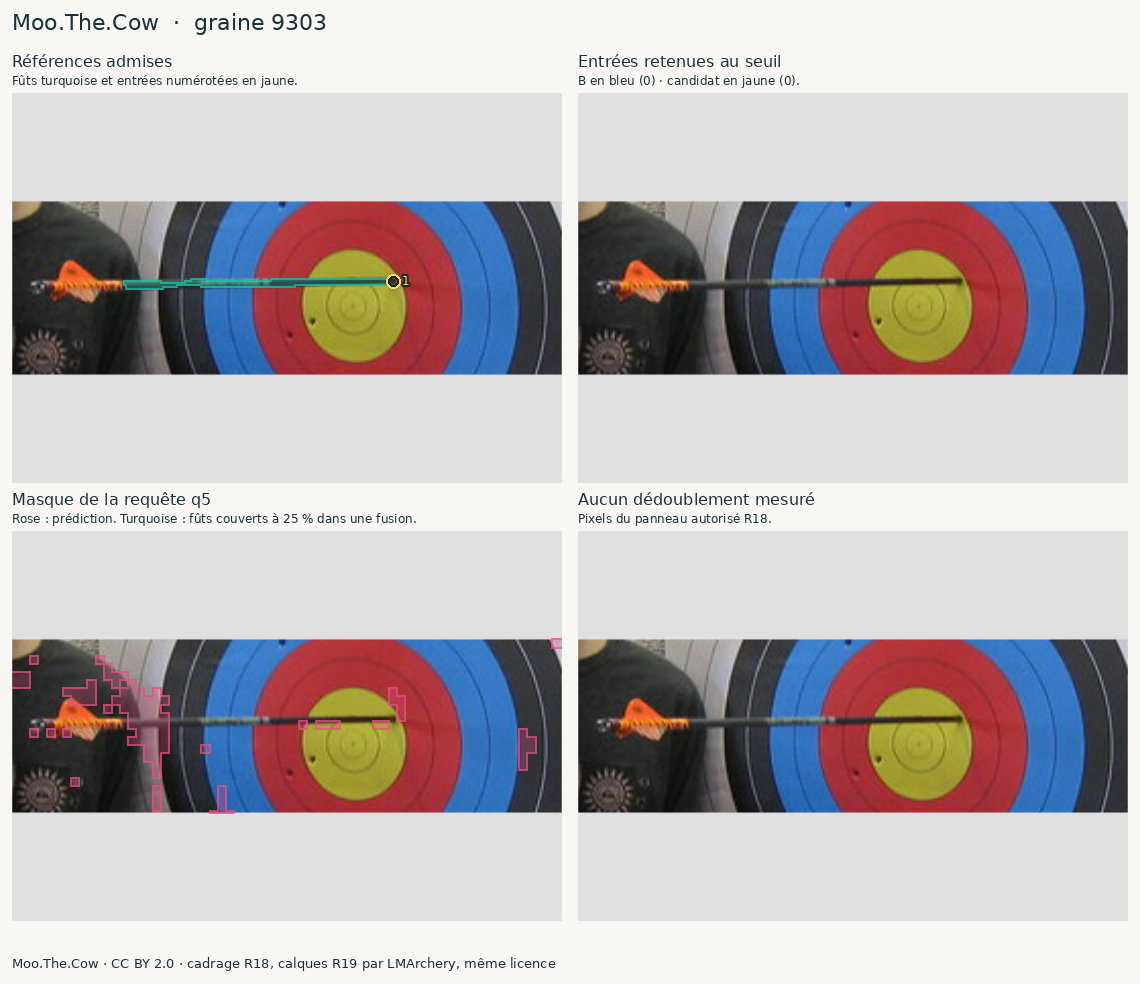 Moo.The.Cow · graine 9303
Références admises
Fûts turquoise et entrées numérotées en jaune.
Entrées retenues au seuil
B en bleu (0) · candidat en jaune (0).
1
Masque de la requête q5
Rose : prédiction. Turquoise : fûts couverts à 25 % dans une fusion.
Aucun dédoublement mesuré
Pixels du panneau autorisé R18.
Moo.The.Cow · CC BY 2.0 · cadrage R18, calques R19 par LMArchery, même licence